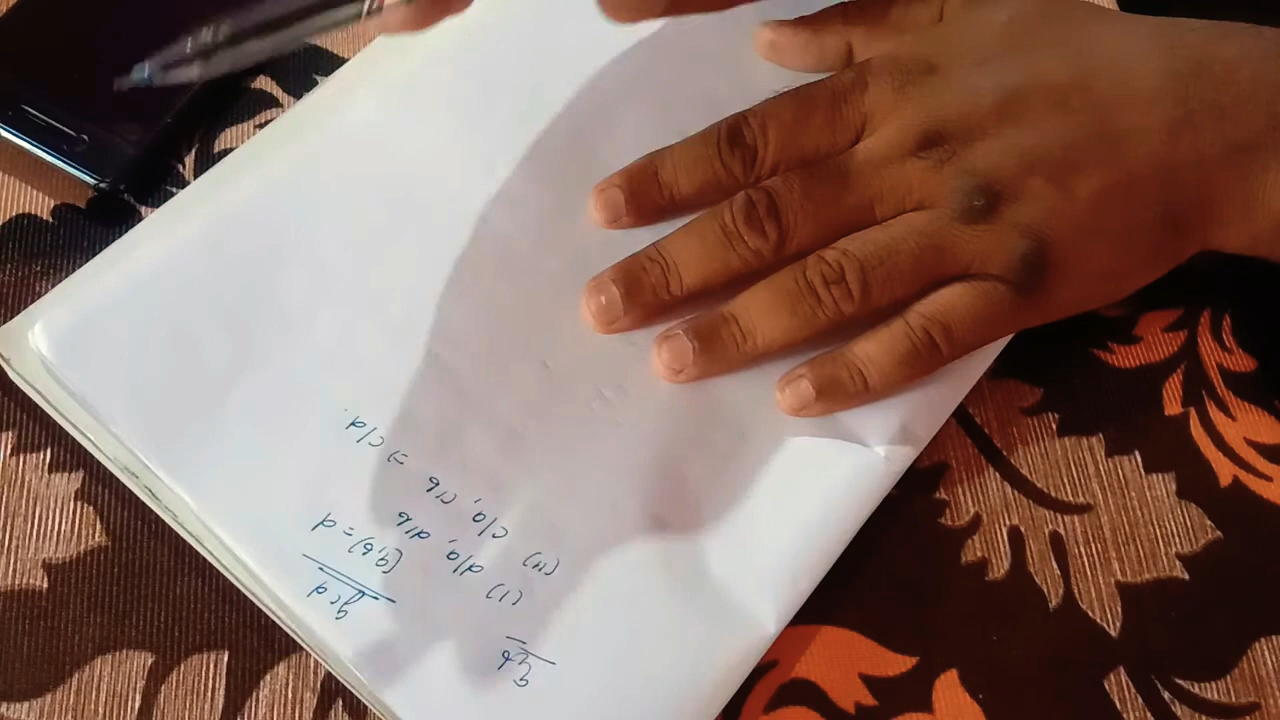 gcd
(a,b) = d
(i) d/a, d/b
(ii) c/a, c/b ⇒ c/d.